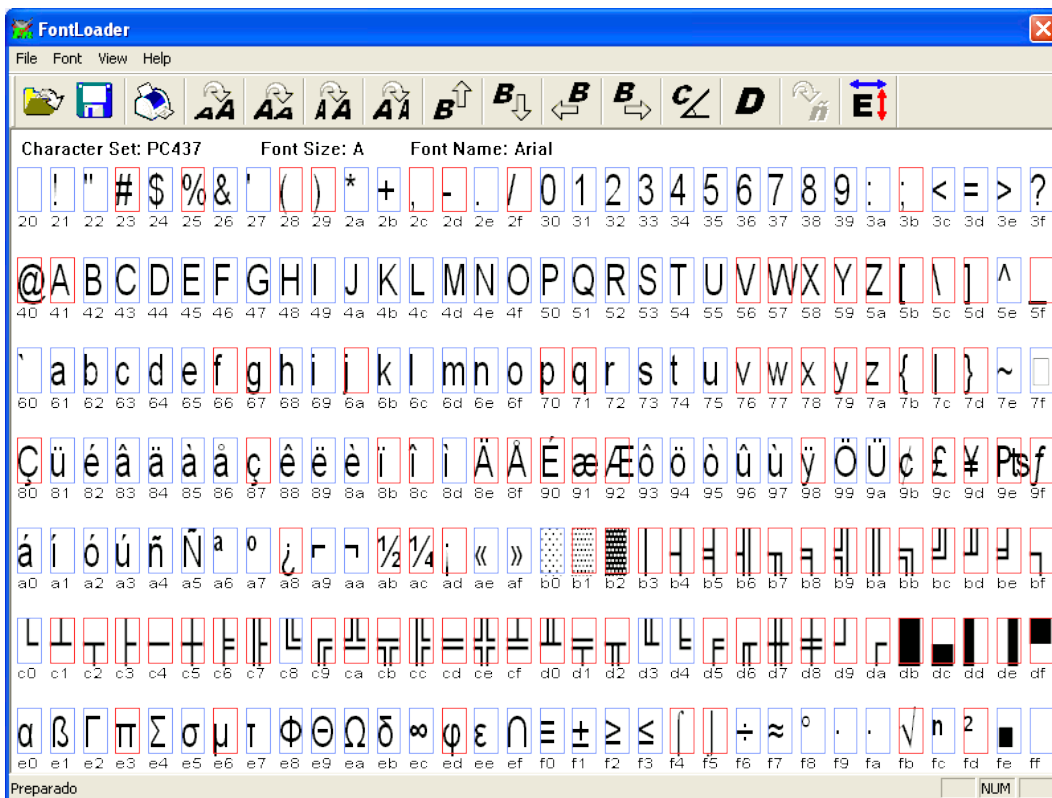 FontLoader
File Font View Help
B B B B C D ñ E
Character Set: PC437 Font Size: A Font Name: Arial
! " # $ % & ' ( ) * + , - . / 0 1 2 3 4 5 6 7 8 9 : ; < = > ?
20 21 22 23 24 25 26 27 28 29 2a 2b 2c 2d 2e 2f 30 31 32 33 34 35 36 37 38 39 3a 3b 3c 3d 3e 3f
@ A B C D E F G H I J K L M N O P Q R S T U V W X Y Z [ \ ] ^ _
40 41 42 43 44 45 46 47 48 49 4a 4b 4c 4d 4e 4f 50 51 52 53 54 55 56 57 58 59 5a 5b 5c 5d 5e 5f
` a b c d e f g h i j k l m n o p q r s t u v w x y z { | } ~ □
60 61 62 63 64 65 66 67 68 69 6a 6b 6c 6d 6e 6f 70 71 72 73 74 75 76 77 78 79 7a 7b 7c 7d 7e 7f
Ç ü é â ä à å ç ê ë è ï î ì Ä Å É æ Æ ô ö ò û ù ÿ Ö Ü ¢ £ ¥ ₧ ƒ
80 81 82 83 84 85 86 87 88 89 8a 8b 8c 8d 8e 8f 90 91 92 93 94 95 96 97 98 99 9a 9b 9c 9d 9e 9f
á í ó ú ñ Ñ ª º ¿ ⌐ ¬ ½ ¼ ¡ « » ░ ▒ ▓ │ ┤ ╡ ╢ ╖ ╕ ╣ ║ ╗ ╝ ╜ ╛ ┐
a0 a1 a2 a3 a4 a5 a6 a7 a8 a9 aa ab ac ad ae af b0 b1 b2 b3 b4 b5 b6 b7 b8 b9 ba bb bc bd be bf
└ ┴ ┬ ├ ─ ┼ ╞ ╟ ╚ ╔ ╩ ╦ ╠ ═ ╬ ╧ ╨ ╤ ╥ ╙ ╘ ╒ ╓ ╫ ╪ ┘ ┌ █ ▄ ▌ ▐ ▀
c0 c1 c2 c3 c4 c5 c6 c7 c8 c9 ca cb cc cd ce cf d0 d1 d2 d3 d4 d5 d6 d7 d8 d9 da db dc dd de df
α ß Γ π Σ σ µ τ Φ Θ Ω δ ∞ φ ε ∩ ≡ ± ≥ ≤ ⌠ ⌡ ÷ ≈ ° ∙ · √ ⁿ ² ■
e0 e1 e2 e3 e4 e5 e6 e7 e8 e9 ea eb ec ed ee ef f0 f1 f2 f3 f4 f5 f6 f7 f8 f9 fa fb fc fd fe ff
Preparado NUM